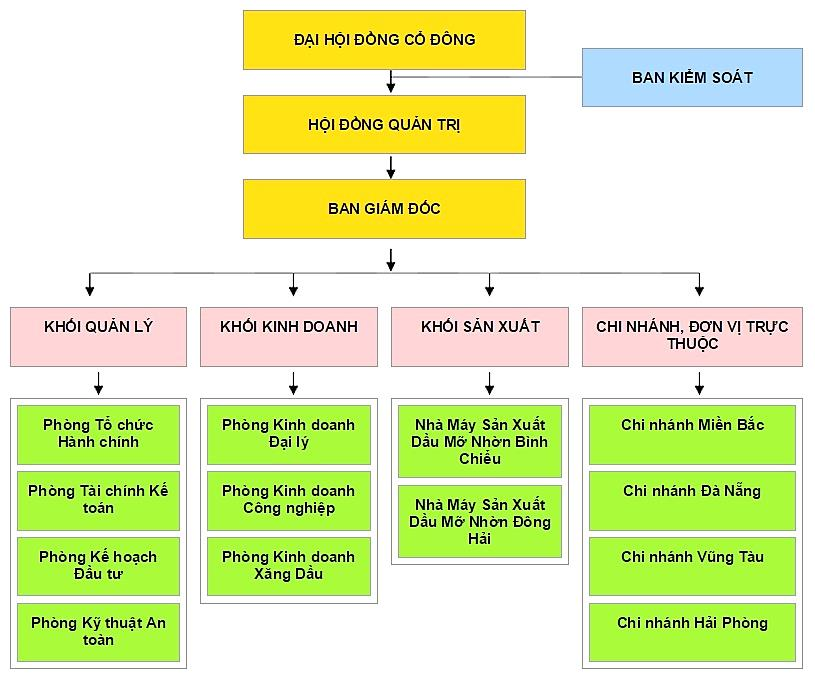 ĐẠI HỘI ĐỒNG CỔ ĐÔNG
BAN KIỂM SOÁT
HỘI ĐỒNG QUẢN TRỊ
BAN GIÁM ĐỐC
KHỐI QUẢN LÝ
KHỐI KINH DOANH
KHỐI SẢN XUẤT
CHI NHÁNH, ĐƠN VỊ TRỰC
THUỘC
Phòng Tổ chức
Hành chính
Phòng Tài chính Kế
toán
Phòng Kế hoạch
Đầu tư
Phòng Kỹ thuật An
toàn
Phòng Kinh doanh
Đại lý
Phòng Kinh doanh
Công nghiệp
Phòng Kinh doanh
Xăng Dầu
Nhà Máy Sản Xuất
Dầu Mỡ Nhờn Bình
Chiểu
Nhà Máy Sản Xuất
Dầu Mỡ Nhờn Đông
Hải
Chi nhánh Miền Bắc
Chi nhánh Đà Nẵng
Chi nhánh Vũng Tàu
Chi nhánh Hải Phòng